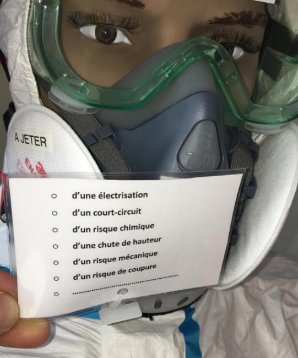 A JETER
o d'une électrisation
o d'un court-circuit
o d'un risque chimique
o d'une chute de hauteur
o d'un risque mécanique
o d'un risque de coupure
o ..............................